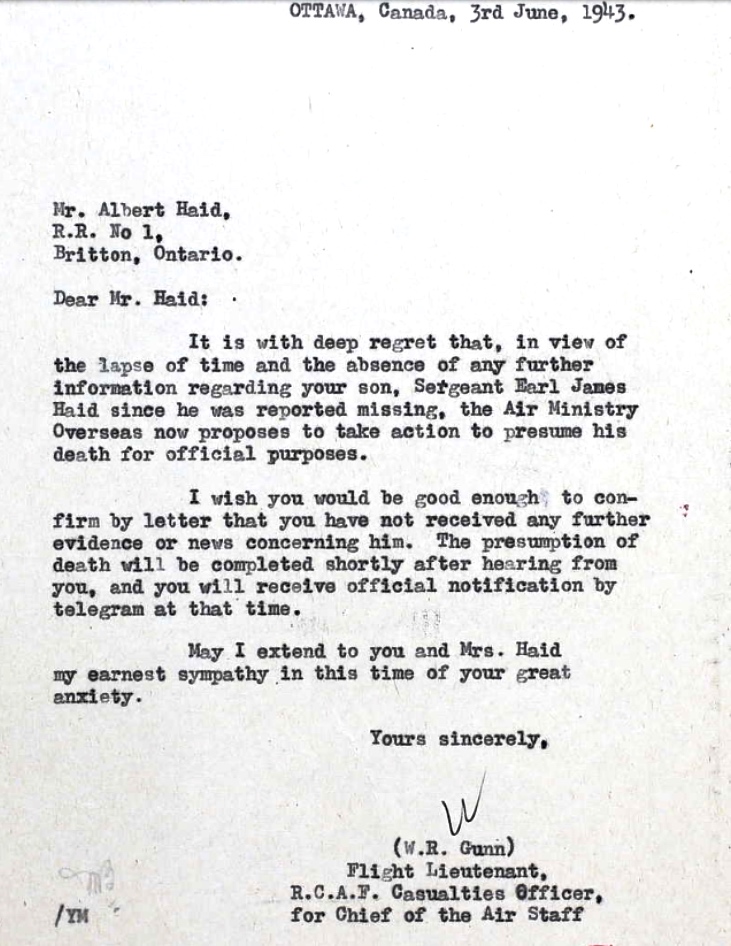 OTTAWA, Canada, 3rd June, 1943.
Mr. Albert Haid,
R.R. No 1,
Britton, Ontario.
Dear Mr. Haid:
It is with deep regret that, in view of
the lapse of time and the absence of any further
information regarding your son, Sergeant Earl James
Haid since he was reported missing, the Air Ministry
Overseas now proposes to take action to presume his
death for official purposes.
I wish you would be good enough to con-
firm by letter that you have not received any further
evidence or news concerning him. The presumption of
death will be completed shortly after hearing from
you, and you will receive official notification by
telegram at that time.
May I extend to you and Mrs. Haid
my earnest sympathy in this time of your great
anxiety.
Yours sincerely,
(W.R. Gunn)
Flight Lieutenant,
R.C.A.F. Casualties Officer,
/YM for Chief of the Air Staff